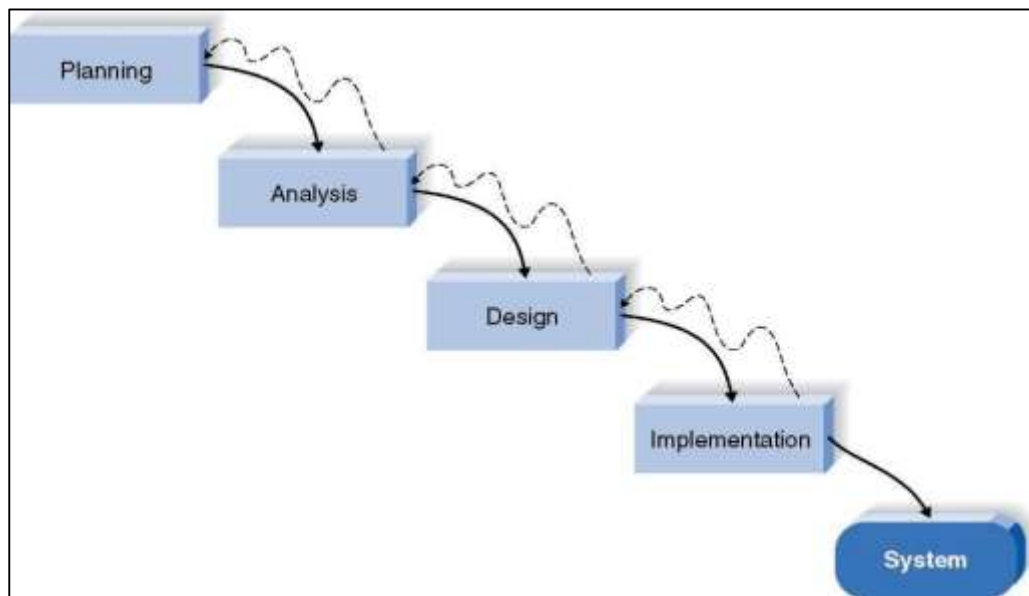 Planning
Analysis
Design
Implementation
System